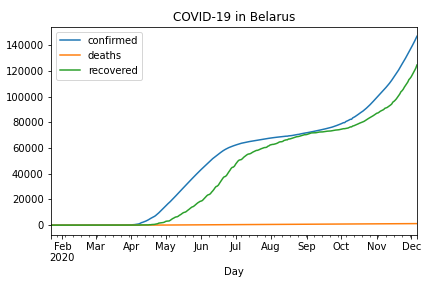 COVID-19 in Belarus
confirmed
deaths
recovered
140000
120000
100000
80000
60000
40000
20000
0
Feb Mar Apr May Jun Jul Aug Sep Oct Nov Dec
2020
Day